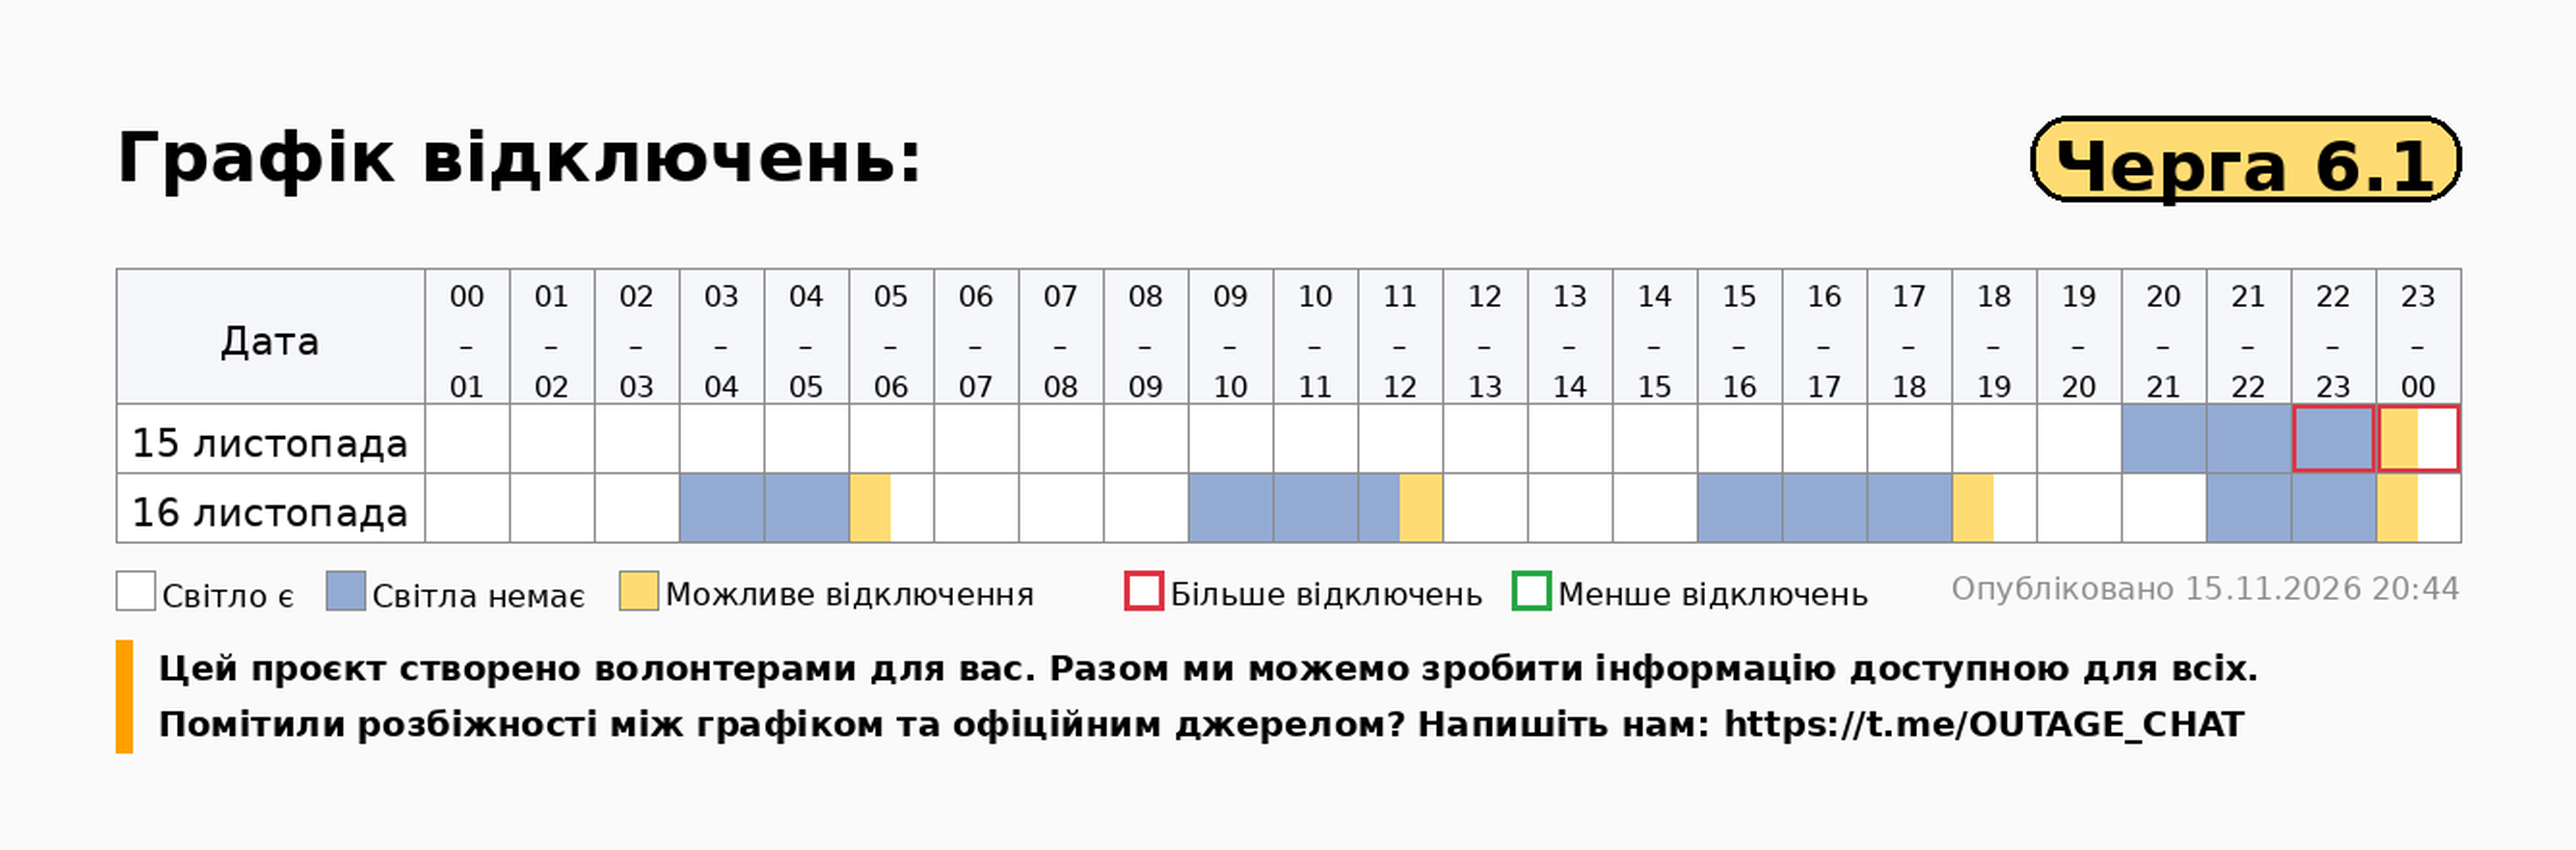 Графік відключень:
Черга 6.1
Дата 00 – 01 01 – 02 02 – 03 03 – 04 04 – 05 05 – 06 06 – 07 07 – 08 08 – 09 09 – 10 10 – 11 11 – 12 12 – 13 13 – 14 14 – 15 15 – 16 16 – 17 17 – 18 18 – 19 19 – 20 20 – 21 21 – 22 22 – 23 23 – 00
15 листопада
16 листопада
Світло є Світла немає Можливе відключення Більше відключень Менше відключень Опубліковано 15.11.2026 20:44
Цей проєкт створено волонтерами для вас. Разом ми можемо зробити інформацію доступною для всіх.
Помітили розбіжності між графіком та офіційним джерелом? Напишіть нам: https://t.me/OUTAGE_CHAT